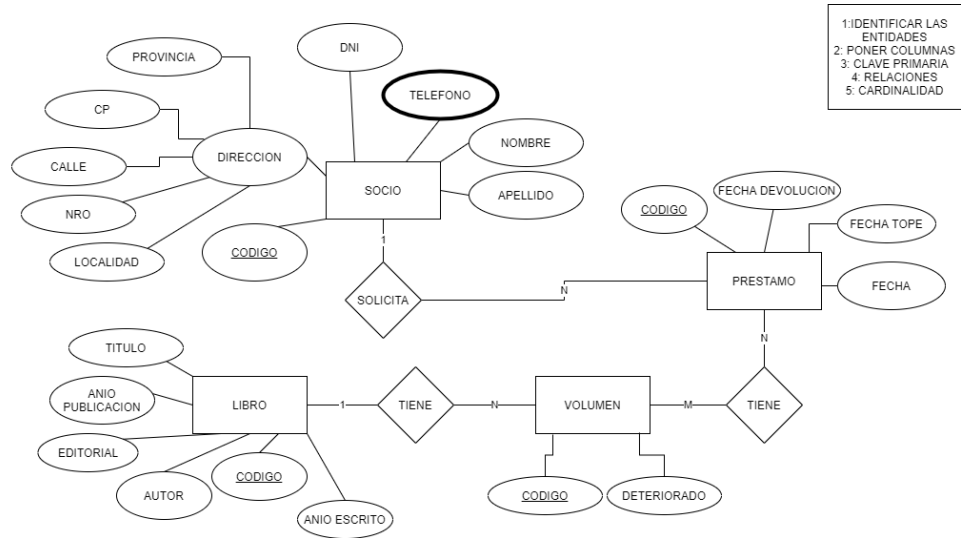 1:IDENTIFICAR LAS
ENTIDADES
2: PONER COLUMNAS
3: CLAVE PRIMARIA
4: RELACIONES
5: CARDINALIDAD
PROVINCIA
DNI
TELEFONO
CP
NOMBRE
CALLE
DIRECCION
SOCIO
APELLIDO
NRO
LOCALIDAD
CODIGO
1
SOLICITA
N
CODIGO
FECHA DEVOLUCION
FECHA TOPE
PRESTAMO
FECHA
N
TITULO
ANIO
PUBLICACION
LIBRO
1
TIENE
N
VOLUMEN
M
TIENE
EDITORIAL
AUTOR
CODIGO
ANIO ESCRITO
CODIGO
DETERIORADO